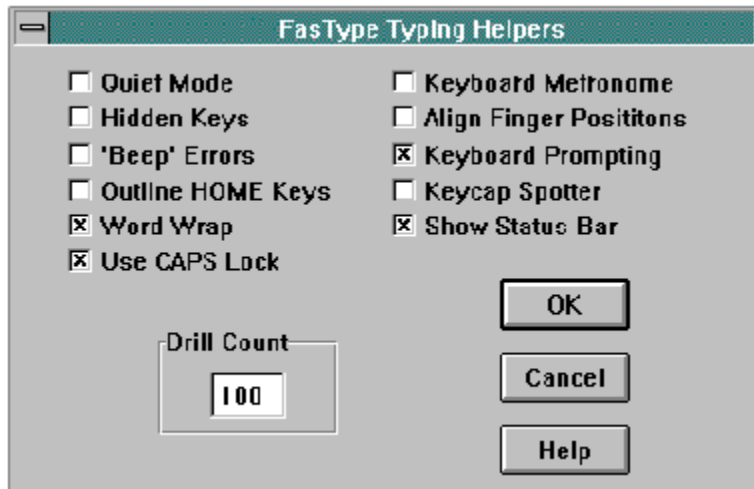 FasType Typing Helpers
Quiet Mode
Hidden Keys
'Beep' Errors
Outline HOME Keys
Word Wrap
Use CAPS Lock
Keyboard Metronome
Align Finger Posititons
Keyboard Prompting
Keycap Spotter
Show Status Bar
Drill Count
100
OK
Cancel
Help